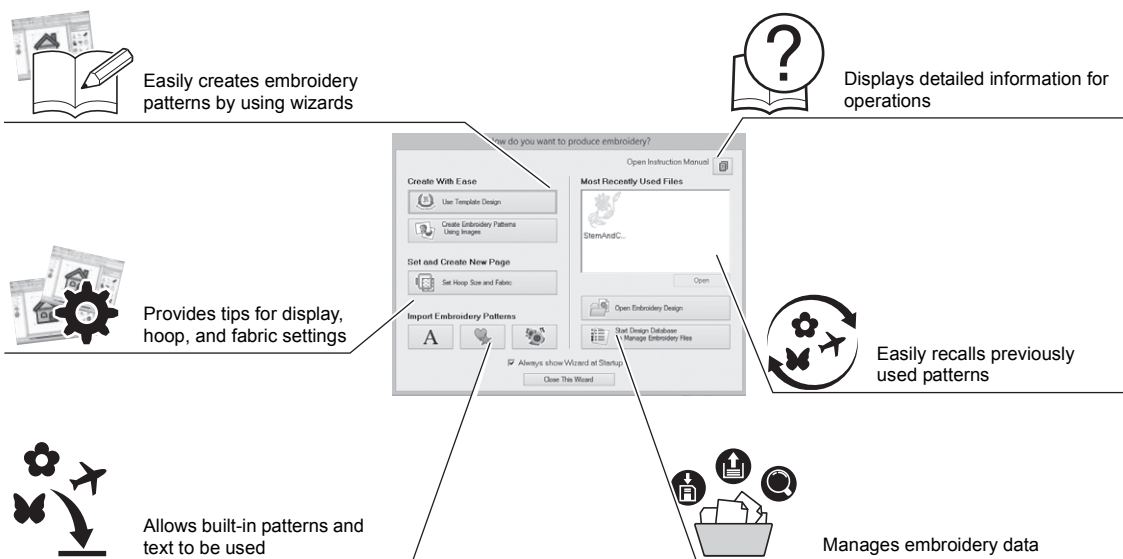 Easily creates embroidery
patterns by using wizards
Displays detailed information for
operations
How do you want to produce embroidery?
Open Instruction Manual
Create With Ease
Use Template Design
Create Embroidery Patterns
Using Images
Set and Create New Page
Set Hoop Size and Fabric
Import Embroidery Patterns
A
Most Recently Used Files
StemAndC...
Open
Open Embroidery Design
Start Design Database
Manage Embroidery Files
Always show Wizard at Startup
Close This Wizard
Provides tips for display,
hoop, and fabric settings
Easily recalls previously
used patterns
Allows built-in patterns and
text to be used
Manages embroidery data
?